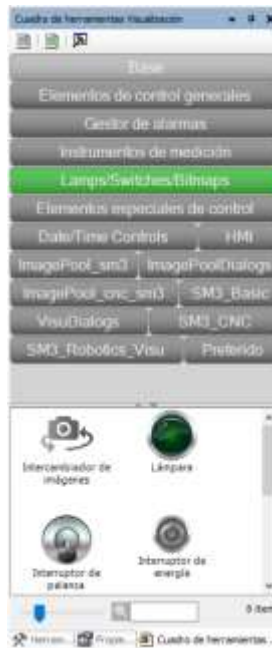 Cuadro de herramientas Visualización
Base
Elementos de control generales
Gestor de alarmas
Instrumentos de medición
Lamps/Switches/Bitmaps
Elementos especiales de control
Date/Time Controls HMI
ImagePool_sm3 ImagePoolDialogs
ImagePool_cnc_sm3 SM3_Basic
VisuDialogs SM3_CNC
SM3_Robotics_Visu Preferido
Intercambiador de imágenes
Lámpara
Interruptor de palanca
Interruptor de energía
Cuadro de herramientas